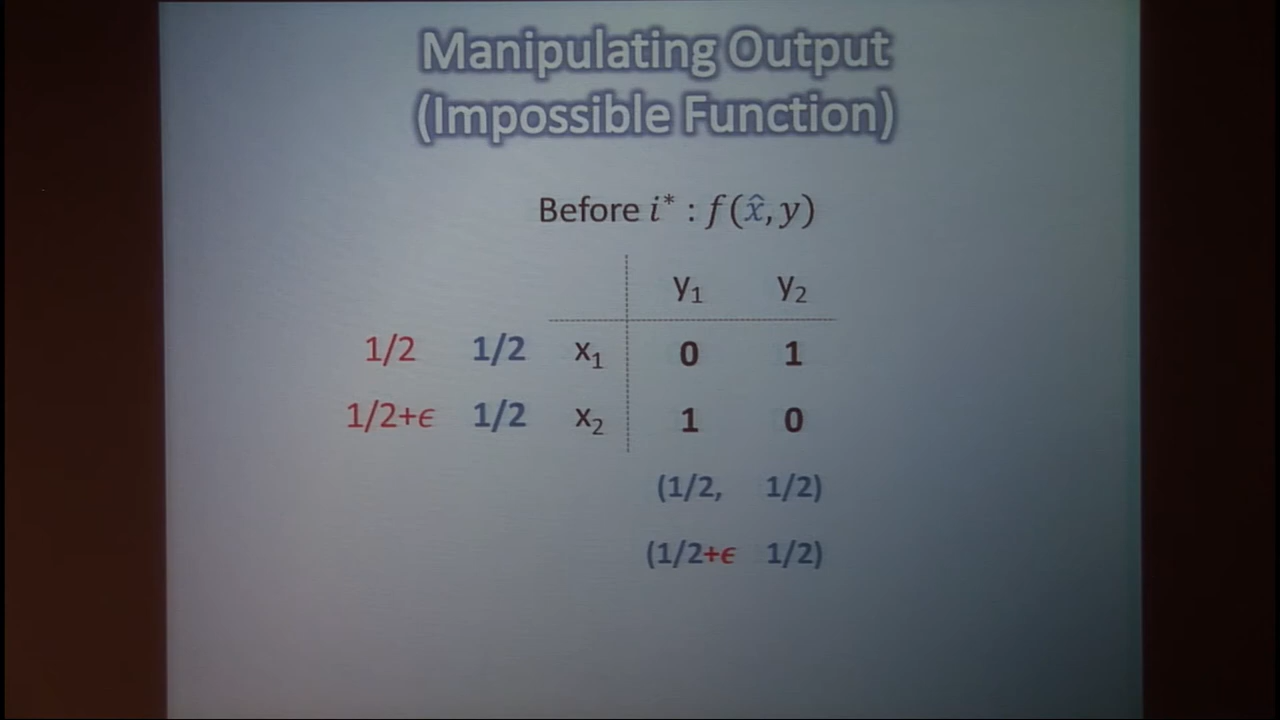 Manipulating Output
(Impossible Function)
Before i* : f(x̂, y)
y₁ y₂
1/2 1/2 x₁ 0 1
1/2+ϵ 1/2 x₂ 1 0
(1/2, 1/2)
(1/2+ϵ 1/2)